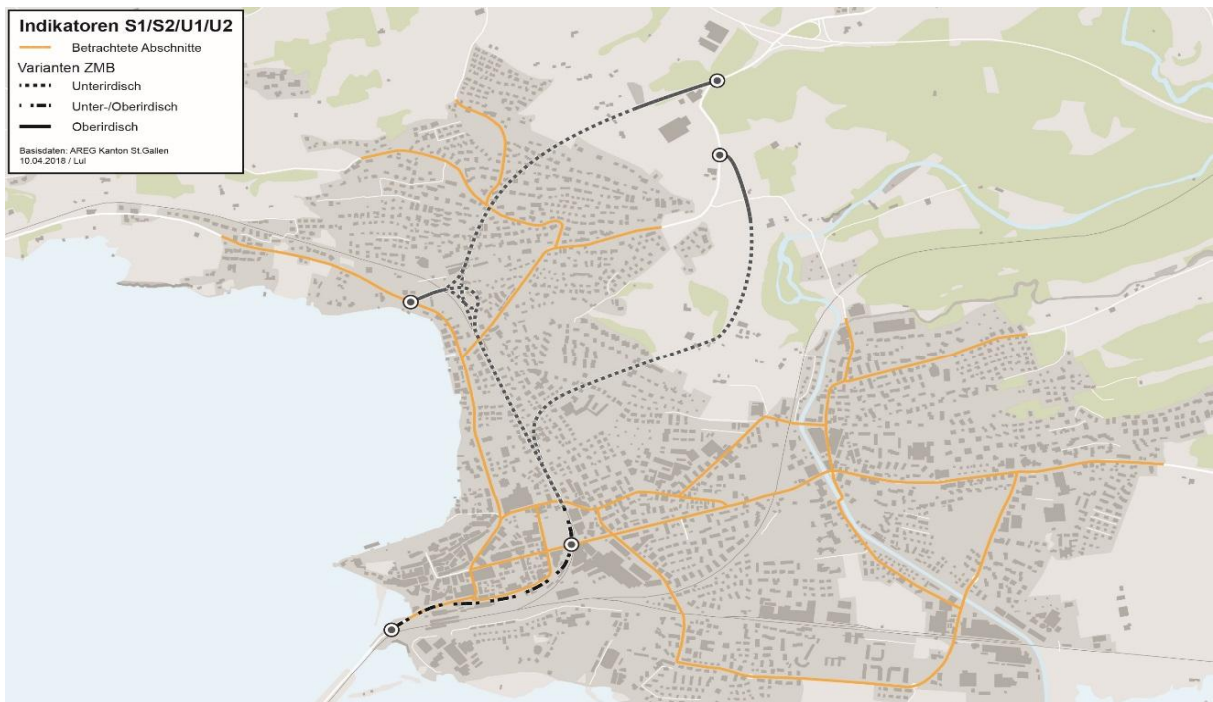 Indikatoren S1/S2/U1/U2
Betrachtete Abschnitte
Varianten ZMB
Unterirdisch
Unter-/Oberirdisch
Oberirdisch
Basisdaten: AREG Kanton St.Gallen
10.04.2018 / Lul